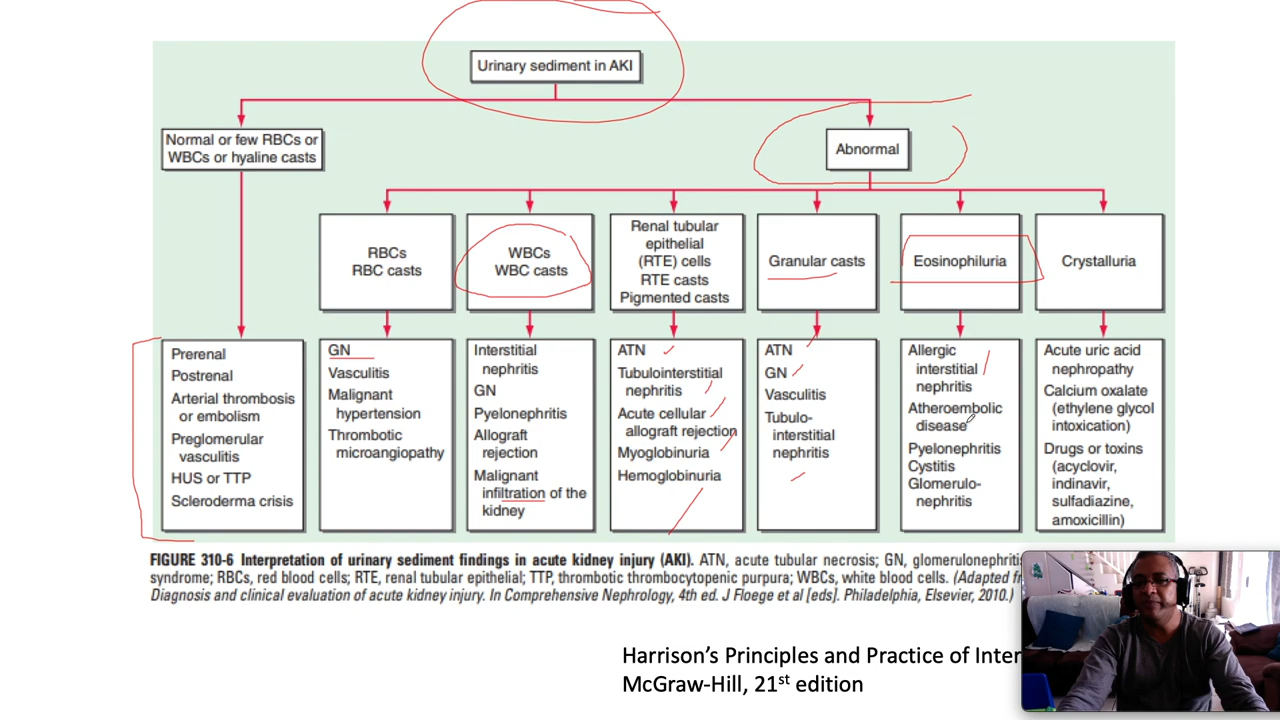 Urinary sediment in AKI
Normal or few RBCs or
WBCs or hyaline casts
Abnormal
RBCs
RBC casts
WBCs
WBC casts
Renal tubular
epithelial
(RTE) cells
RTE casts
Pigmented casts
Granular casts
Eosinophiluria
Crystalluria
Prerenal
Postrenal
Arterial thrombosis
or embolism
Preglomerular
vasculitis
HUS or TTP
Scleroderma crisis
GN
Vasculitis
Malignant
hypertension
Thrombotic
microangiopathy
Interstitial
nephritis
GN
Pyelonephritis
Allograft
rejection
Malignant
infiltration of the
kidney
ATN
Tubulointerstitial
nephritis
Acute cellular
allograft rejection
Myoglobinuria
Hemoglobinuria
ATN
GN
Vasculitis
Tubulo-
interstitial
nephritis
Allergic
interstitial
nephritis
Atheroembolic
disease
Pyelonephritis
Cystitis
Glomerulo-
nephritis
Acute uric acid
nephropathy
Calcium oxalate
(ethylene glycol
intoxication)
Drugs or toxins
(acyclovir,
indinavir,
sulfadiazine,
amoxicillin)
FIGURE 310-6 Interpretation of urinary sediment findings in acute kidney injury (AKI). ATN, acute tubular necrosis; GN, glomerulonephritis
syndrome; RBCs, red blood cells; RTE, renal tubular epithelial; TTP, thrombotic thrombocytopenic purpura; WBCs, white blood cells. (Adapted
Diagnosis and clinical evaluation of acute kidney injury. In Comprehensive Nephrology, 4th ed. J Floege et al [eds]. Philadelphia, Elsevier, 2010.)
Harrison's Principles and Practice of
McGraw-Hill, 21st edition